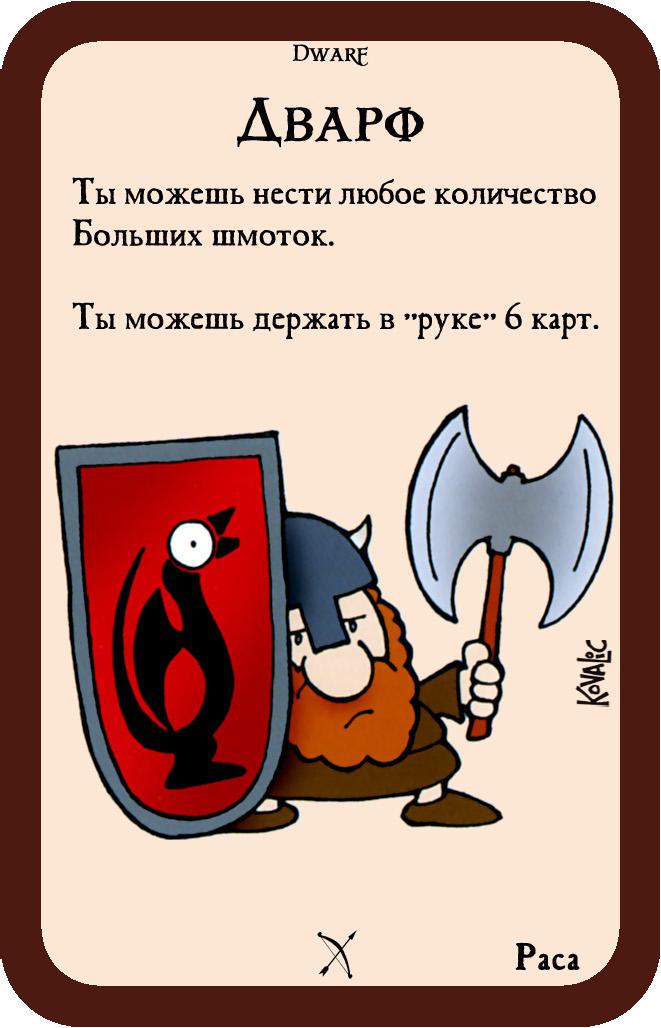 Dwarf
Дварф
Ты можешь нести любое количество
Больших шмоток.
Ты можешь держать в "руке" 6 карт.
Kovalic
Раса